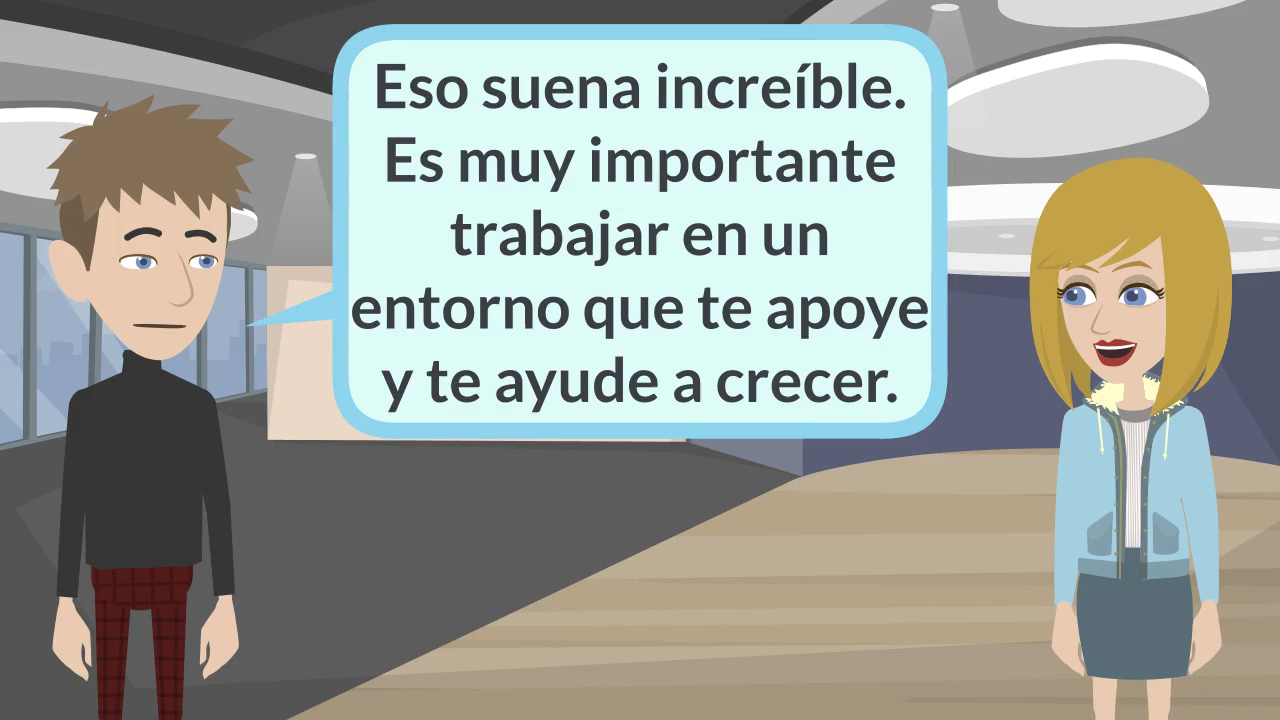 Eso suena increíble.
Es muy importante
trabajar en un
entorno que te apoye
y te ayude a crecer.